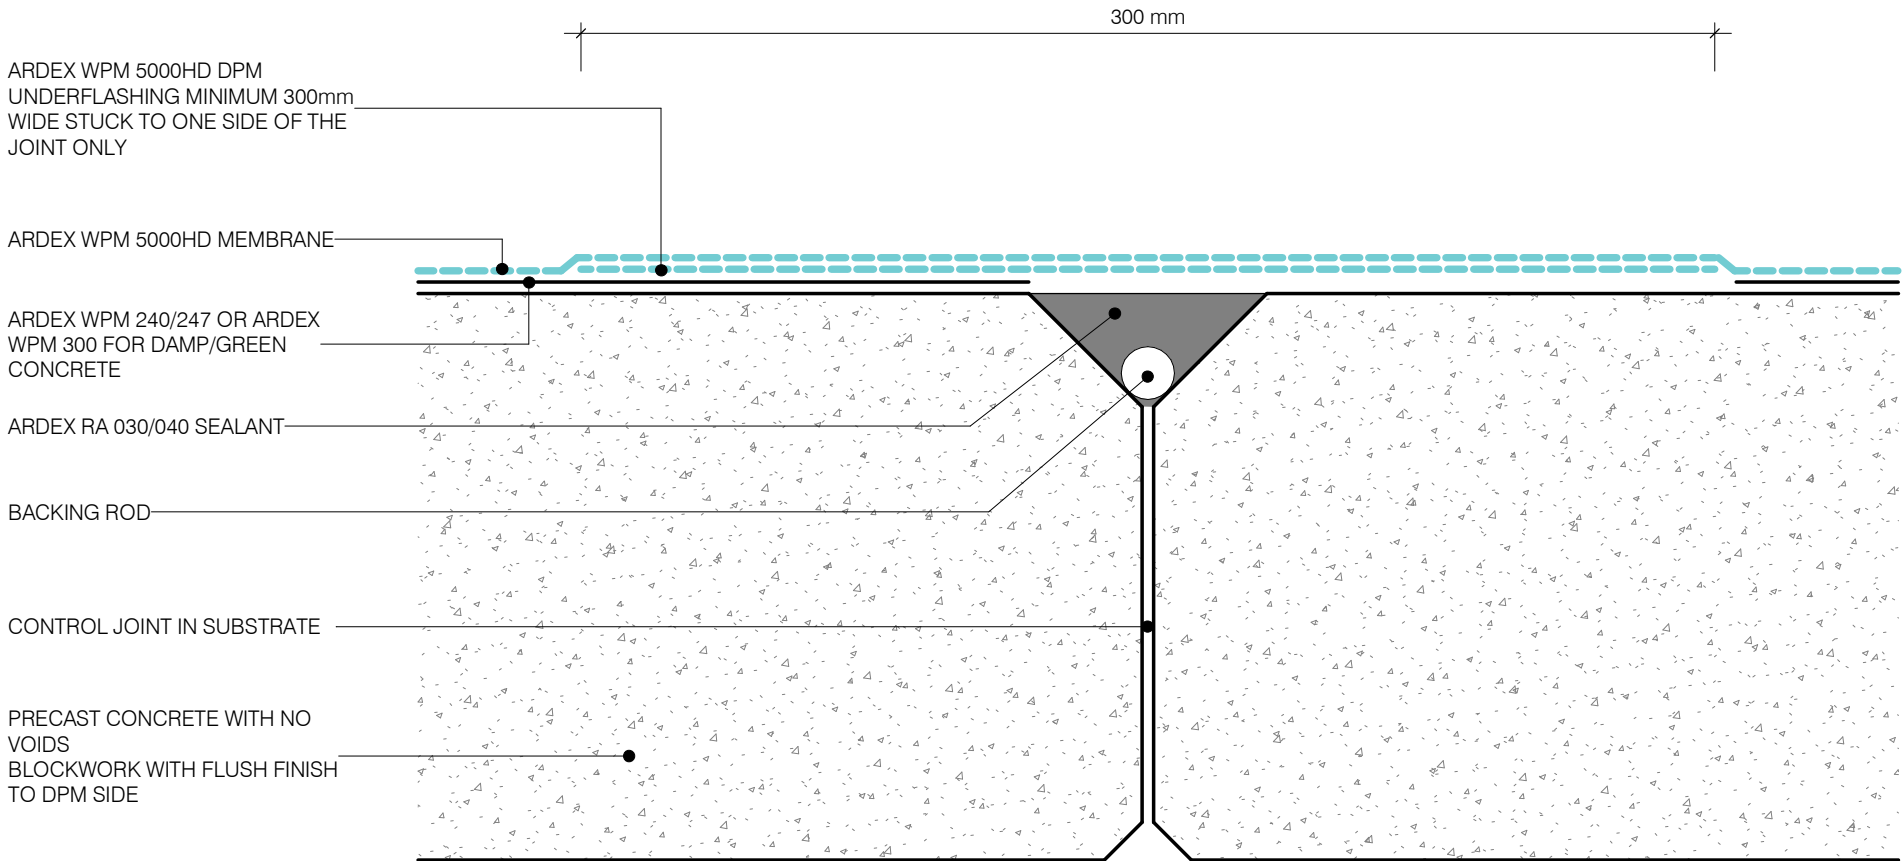 300 mm
ARDEX WPM 5000HD DPM
UNDERFLASHING MINIMUM 300mm
WIDE STUCK TO ONE SIDE OF THE
JOINT ONLY
ARDEX WPM 5000HD MEMBRANE
ARDEX WPM 240/247 OR ARDEX
WPM 300 FOR DAMP/GREEN
CONCRETE
ARDEX RA 030/040 SEALANT
BACKING ROD
CONTROL JOINT IN SUBSTRATE
PRECAST CONCRETE WITH NO
VOIDS
BLOCKWORK WITH FLUSH FINISH
TO DPM SIDE